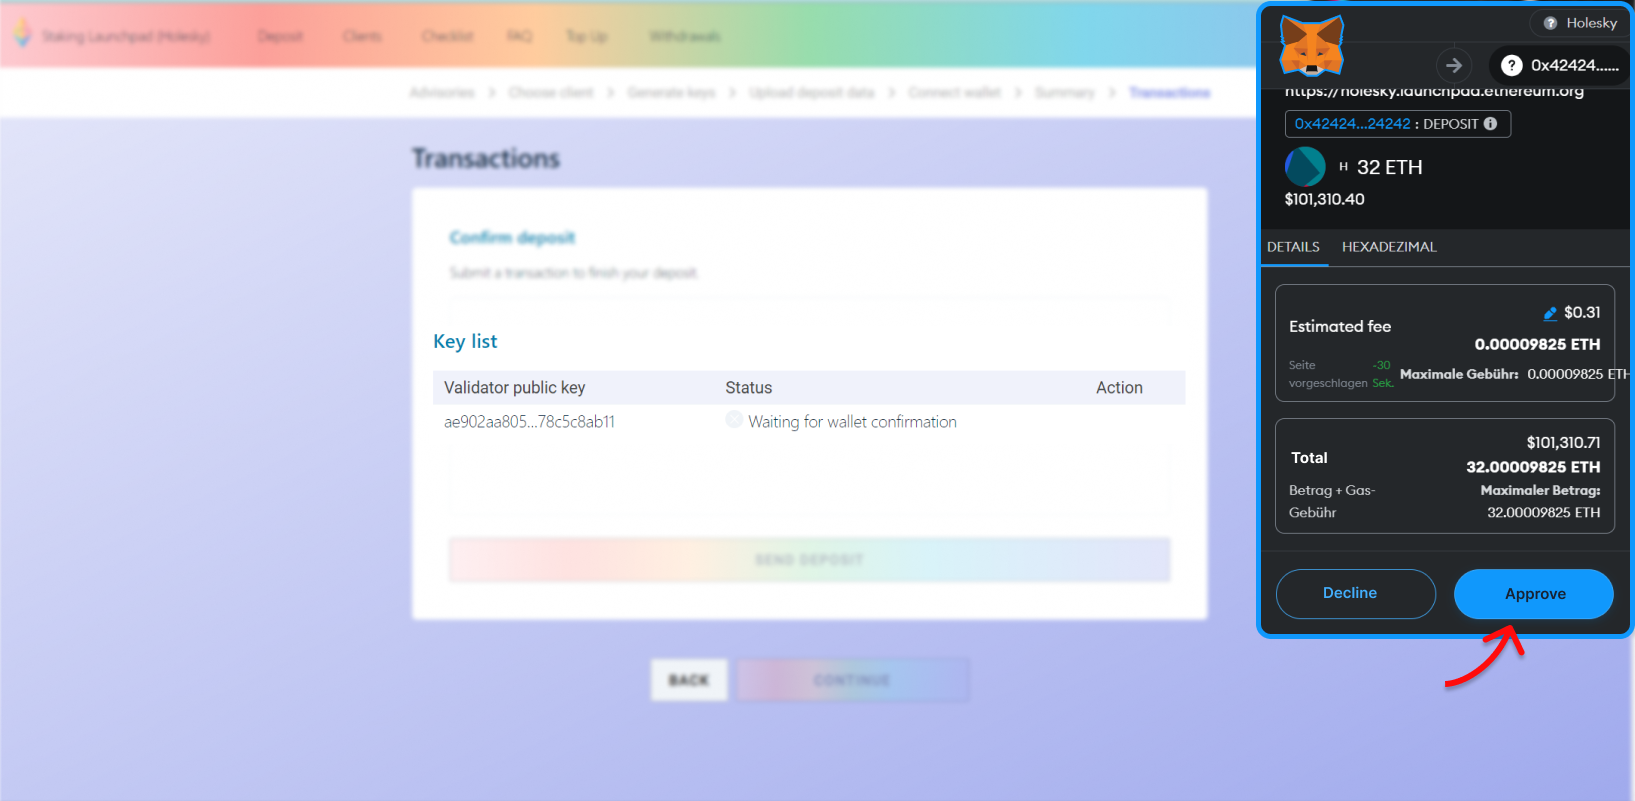 Staking Launchpad (Holesky)
Deposit
Clients
Checklist
FAQ
Top Up
Withdrawals
Advisories > Choose client > Generate keys > Upload deposit data > Connect wallet > Summary > Transactions
Transactions
Confirm deposit
Submit a transaction to finish your deposit.
Key list
Validator public key Status Action
ae902aa805...78c5c8ab11 Waiting for wallet confirmation
SEND DEPOSIT
BACK
CONTINUE
Holesky
0x42424......
https://holesky.launchpad.ethereum.org
0x42424...24242 : DEPOSIT
H 32 ETH
$101,310.40
DETAILS HEXADEZIMAL
$0.31
Estimated fee
0.00009825 ETH
Seite vorgeschlagen
~30 Sek.
Maximale Gebühr: 0.00009825 ETH
$101,310.71
Total
32.00009825 ETH
Betrag + Gas-
Gebühr
Maximaler Betrag:
32.00009825 ETH
Decline
Approve